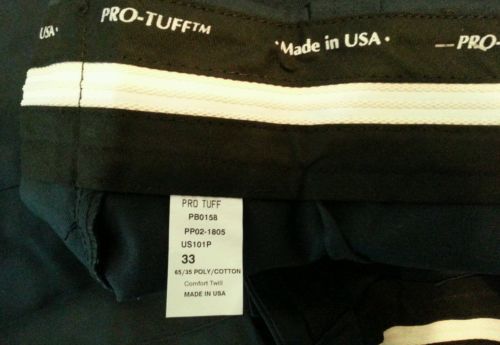 USA • PRO-TUFF™ •Made in USA • —PRO-
PRO TUFF
PB0158
PP02-1805
US101P
33
65/35 POLY/COTTON
Comfort Twill
MADE IN USA